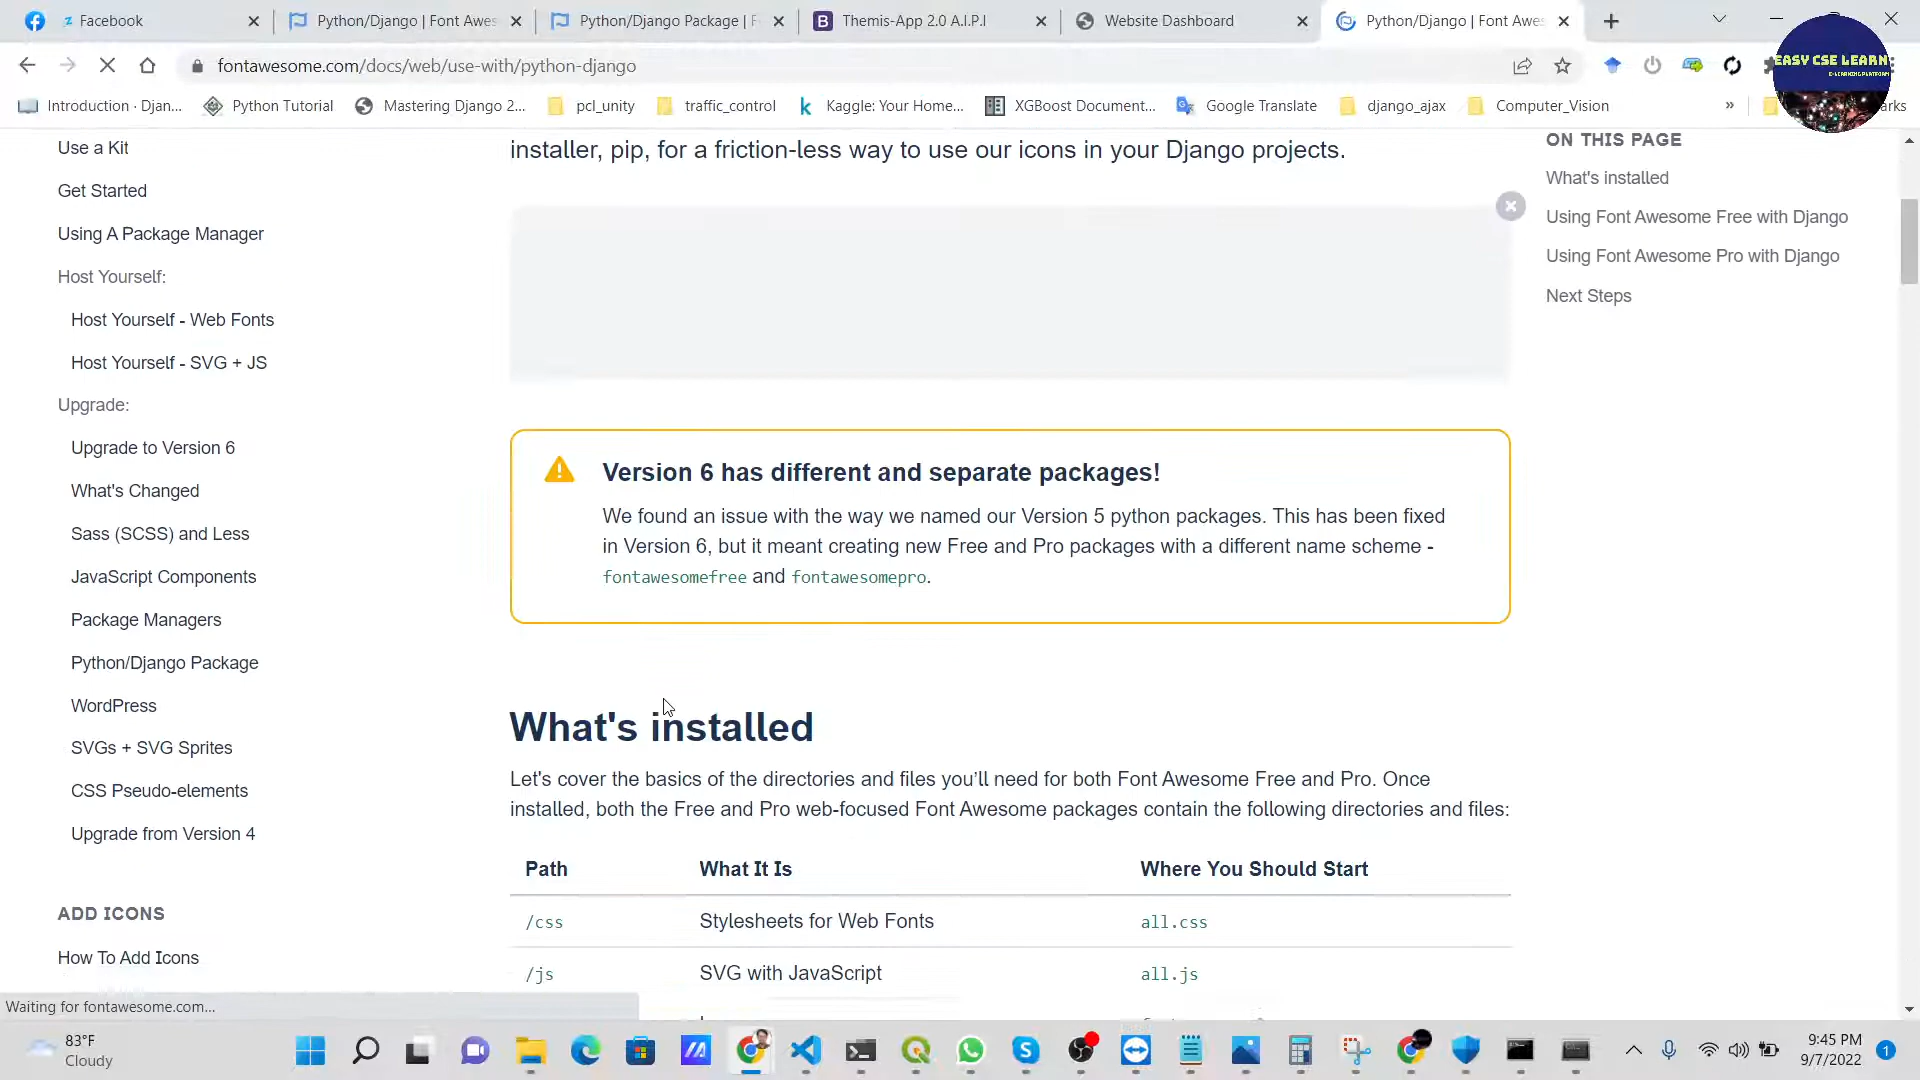 Facebook
Python/Django | Font Awes
Python/Django Package | F
Themis-App 2.0 A.I.P.I
Website Dashboard
Python/Django | Font Awes
fontawesome.com/docs/web/use-with/python-django
EASY CSE LEARN
E-LEARNING PLATFORM
Introduction · Djan...
Python Tutorial
Mastering Django 2...
pcl_unity
traffic_control
Kaggle: Your Home...
XGBoost Document...
Google Translate
django_ajax
Computer_Vision
»
arks
Use a Kit
Get Started
Using A Package Manager
Host Yourself:
Host Yourself - Web Fonts
Host Yourself - SVG + JS
Upgrade:
Upgrade to Version 6
What's Changed
Sass (SCSS) and Less
JavaScript Components
Package Managers
Python/Django Package
WordPress
SVGs + SVG Sprites
CSS Pseudo-elements
Upgrade from Version 4
ADD ICONS
How To Add Icons
installer, pip, for a friction-less way to use our icons in your Django projects.
Version 6 has different and separate packages!
We found an issue with the way we named our Version 5 python packages. This has been fixed
in Version 6, but it meant creating new Free and Pro packages with a different name scheme -
fontawesomefree and fontawesomepro.
What's installed
Let's cover the basics of the directories and files you’ll need for both Font Awesome Free and Pro. Once
installed, both the Free and Pro web-focused Font Awesome packages contain the following directories and files:
Path What It Is Where You Should Start
/css Stylesheets for Web Fonts all.css
/js SVG with JavaScript all.js
ON THIS PAGE
What's installed
Using Font Awesome Free with Django
Using Font Awesome Pro with Django
Next Steps
Waiting for fontawesome.com...
83°F
Cloudy
9:45 PM
9/7/2022
1